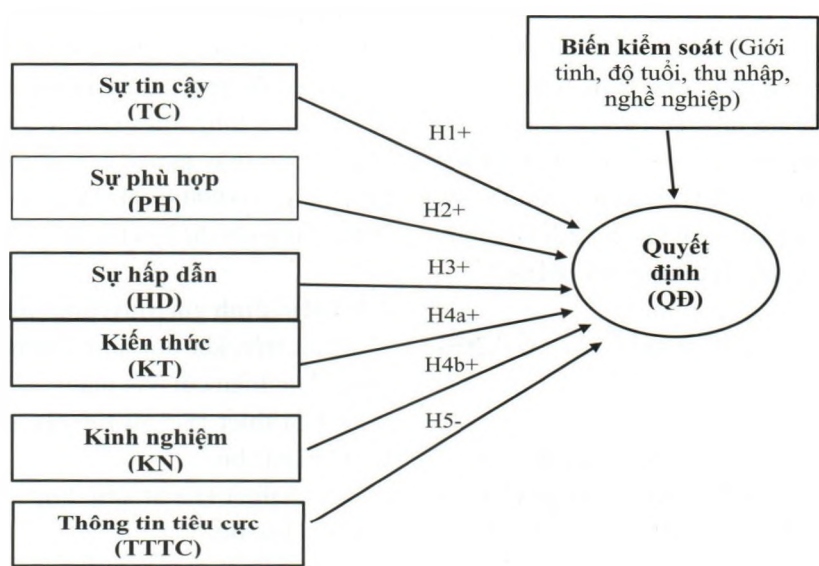 Sự tin cậy
(TC)
Sự phù hợp
(PH)
Sự hấp dẫn
(HD)
Kiến thức
(KT)
Kinh nghiệm
(KN)
Thông tin tiêu cực
(TTTC)
H1+
H2+
H3+
H4a+
H4b+
H5-
Biến kiểm soát (Giới
tinh, độ tuổi, thu nhập,
nghề nghiệp)
Quyết
định
(QĐ)